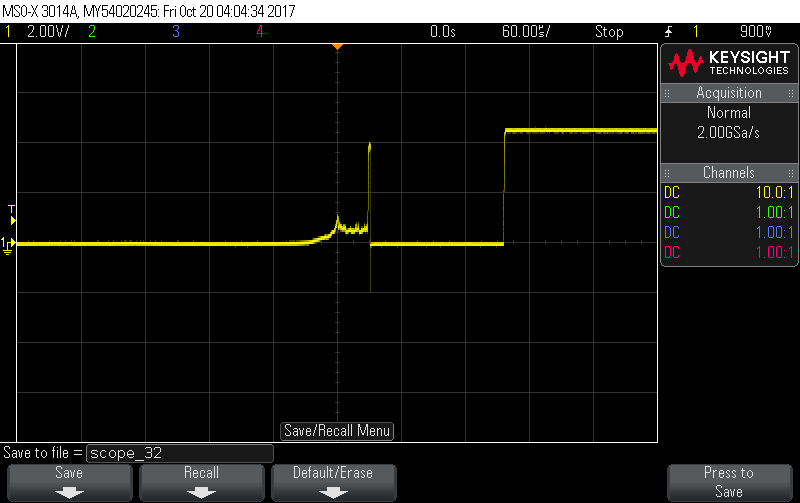 MSO-X 3014A, MY54020245: Fri Oct 20 04:04:34 2017
1 2.00V/ 2 3 4 0.0s 60.00us/ Stop 1 900mV
KEYSIGHT
TECHNOLOGIES
Acquisition
Normal
2.00GSa/s
Channels
DC 10.0:1
DC 1.00:1
DC 1.00:1
DC 1.00:1
T
1
Save/Recall Menu
Save to file = scope_32
Save Recall Default/Erase Press to
Save